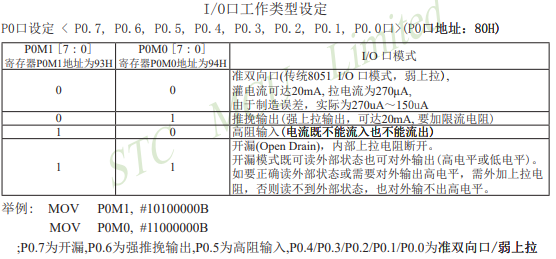 I/O口工作类型设定
P0口设定 < P0.7, P0.6, P0.5, P0.4, P0.3, P0.2, P0.1, P0.0口>(P0口地址：80H)
P0M1 [7 : 0] P0M0 [7 : 0] I/O 口模式
寄存器P0M1地址为93H 寄存器P0M0地址为94H
0 0 准双向口(传统8051 I/O 口模式，弱上拉)，
灌电流可达20mA, 拉电流为270μA,
由于制造误差，实际为270uA～150uA
0 1 推挽输出(强上拉输出，可达20mA, 要加限流电阻)
1 0 高阻输入(电流既不能流入也不能流出)
1 1 开漏(Open Drain)，内部上拉电阻断开。
开漏模式既可读外部状态也可对外输出(高电平或低电平)。
如要正确读外部状态或需要对外输出高电平，需外加上拉电
阻，否则读不到外部状态，也对外输不出高电平。
举例: MOV P0M1, #10100000B
MOV P0M0, #11000000B
;P0.7为开漏,P0.6为强推挽输出,P0.5为高阻输入,P0.4/P0.3/P0.2/P0.1/P0.0为准双向口/弱上拉
STC MCU Limited